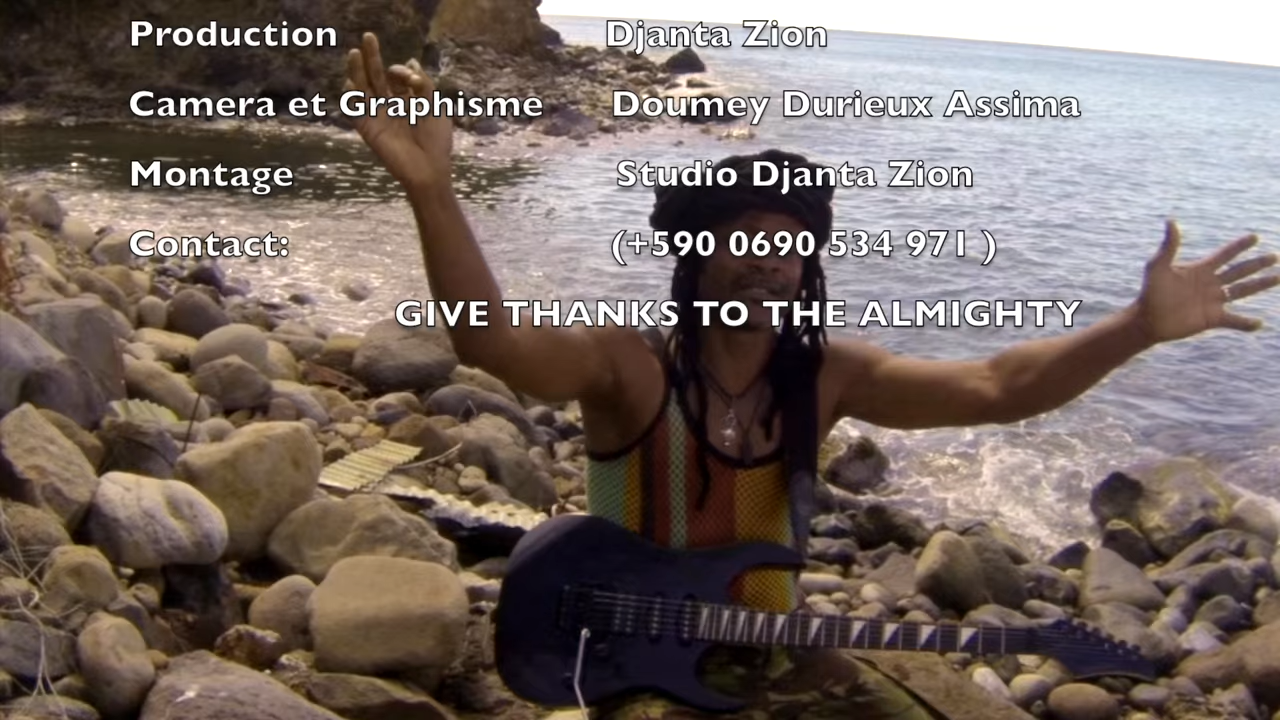 Production Djanta Zion
Camera et Graphisme Doumey Durieux Assima
Montage Studio Djanta Zion
Contact: (+590 0690 534 971 )
GIVE THANKS TO THE ALMIGHTY